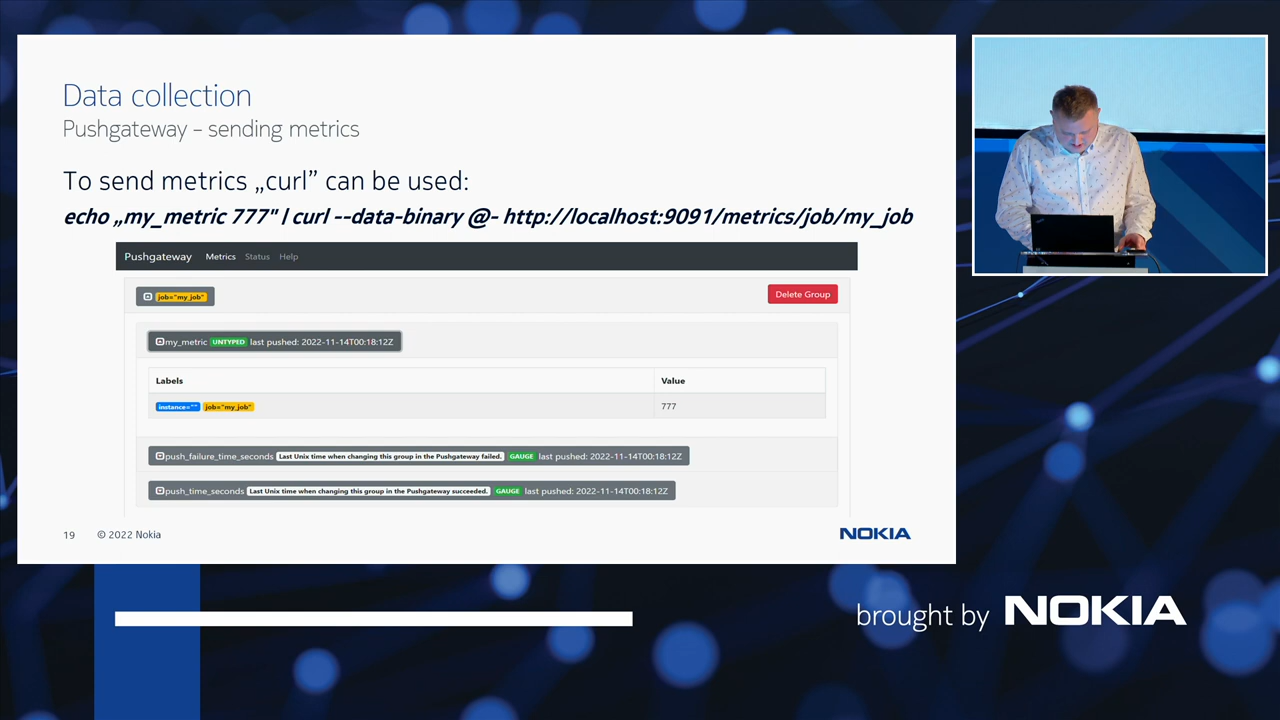 Data collection
Pushgateway – sending metrics
To send metrics „curl” can be used:
echo „my_metric 777" | curl --data-binary @- http://localhost:9091/metrics/job/my_job
Pushgateway Metrics Status Help
job="my_job" Delete Group
my_metric UNTYPED last pushed: 2022-11-14T00:18:12Z
Labels Value
instance="" job="my_job" 777
push_failure_time_seconds Last Unix time when changing this group in the Pushgateway failed. GAUGE last pushed: 2022-11-14T00:18:12Z
push_time_seconds Last Unix time when changing this group in the Pushgateway succeeded. GAUGE last pushed: 2022-11-14T00:18:12Z
19 © 2022 Nokia NOKIA
brought by NOKIA